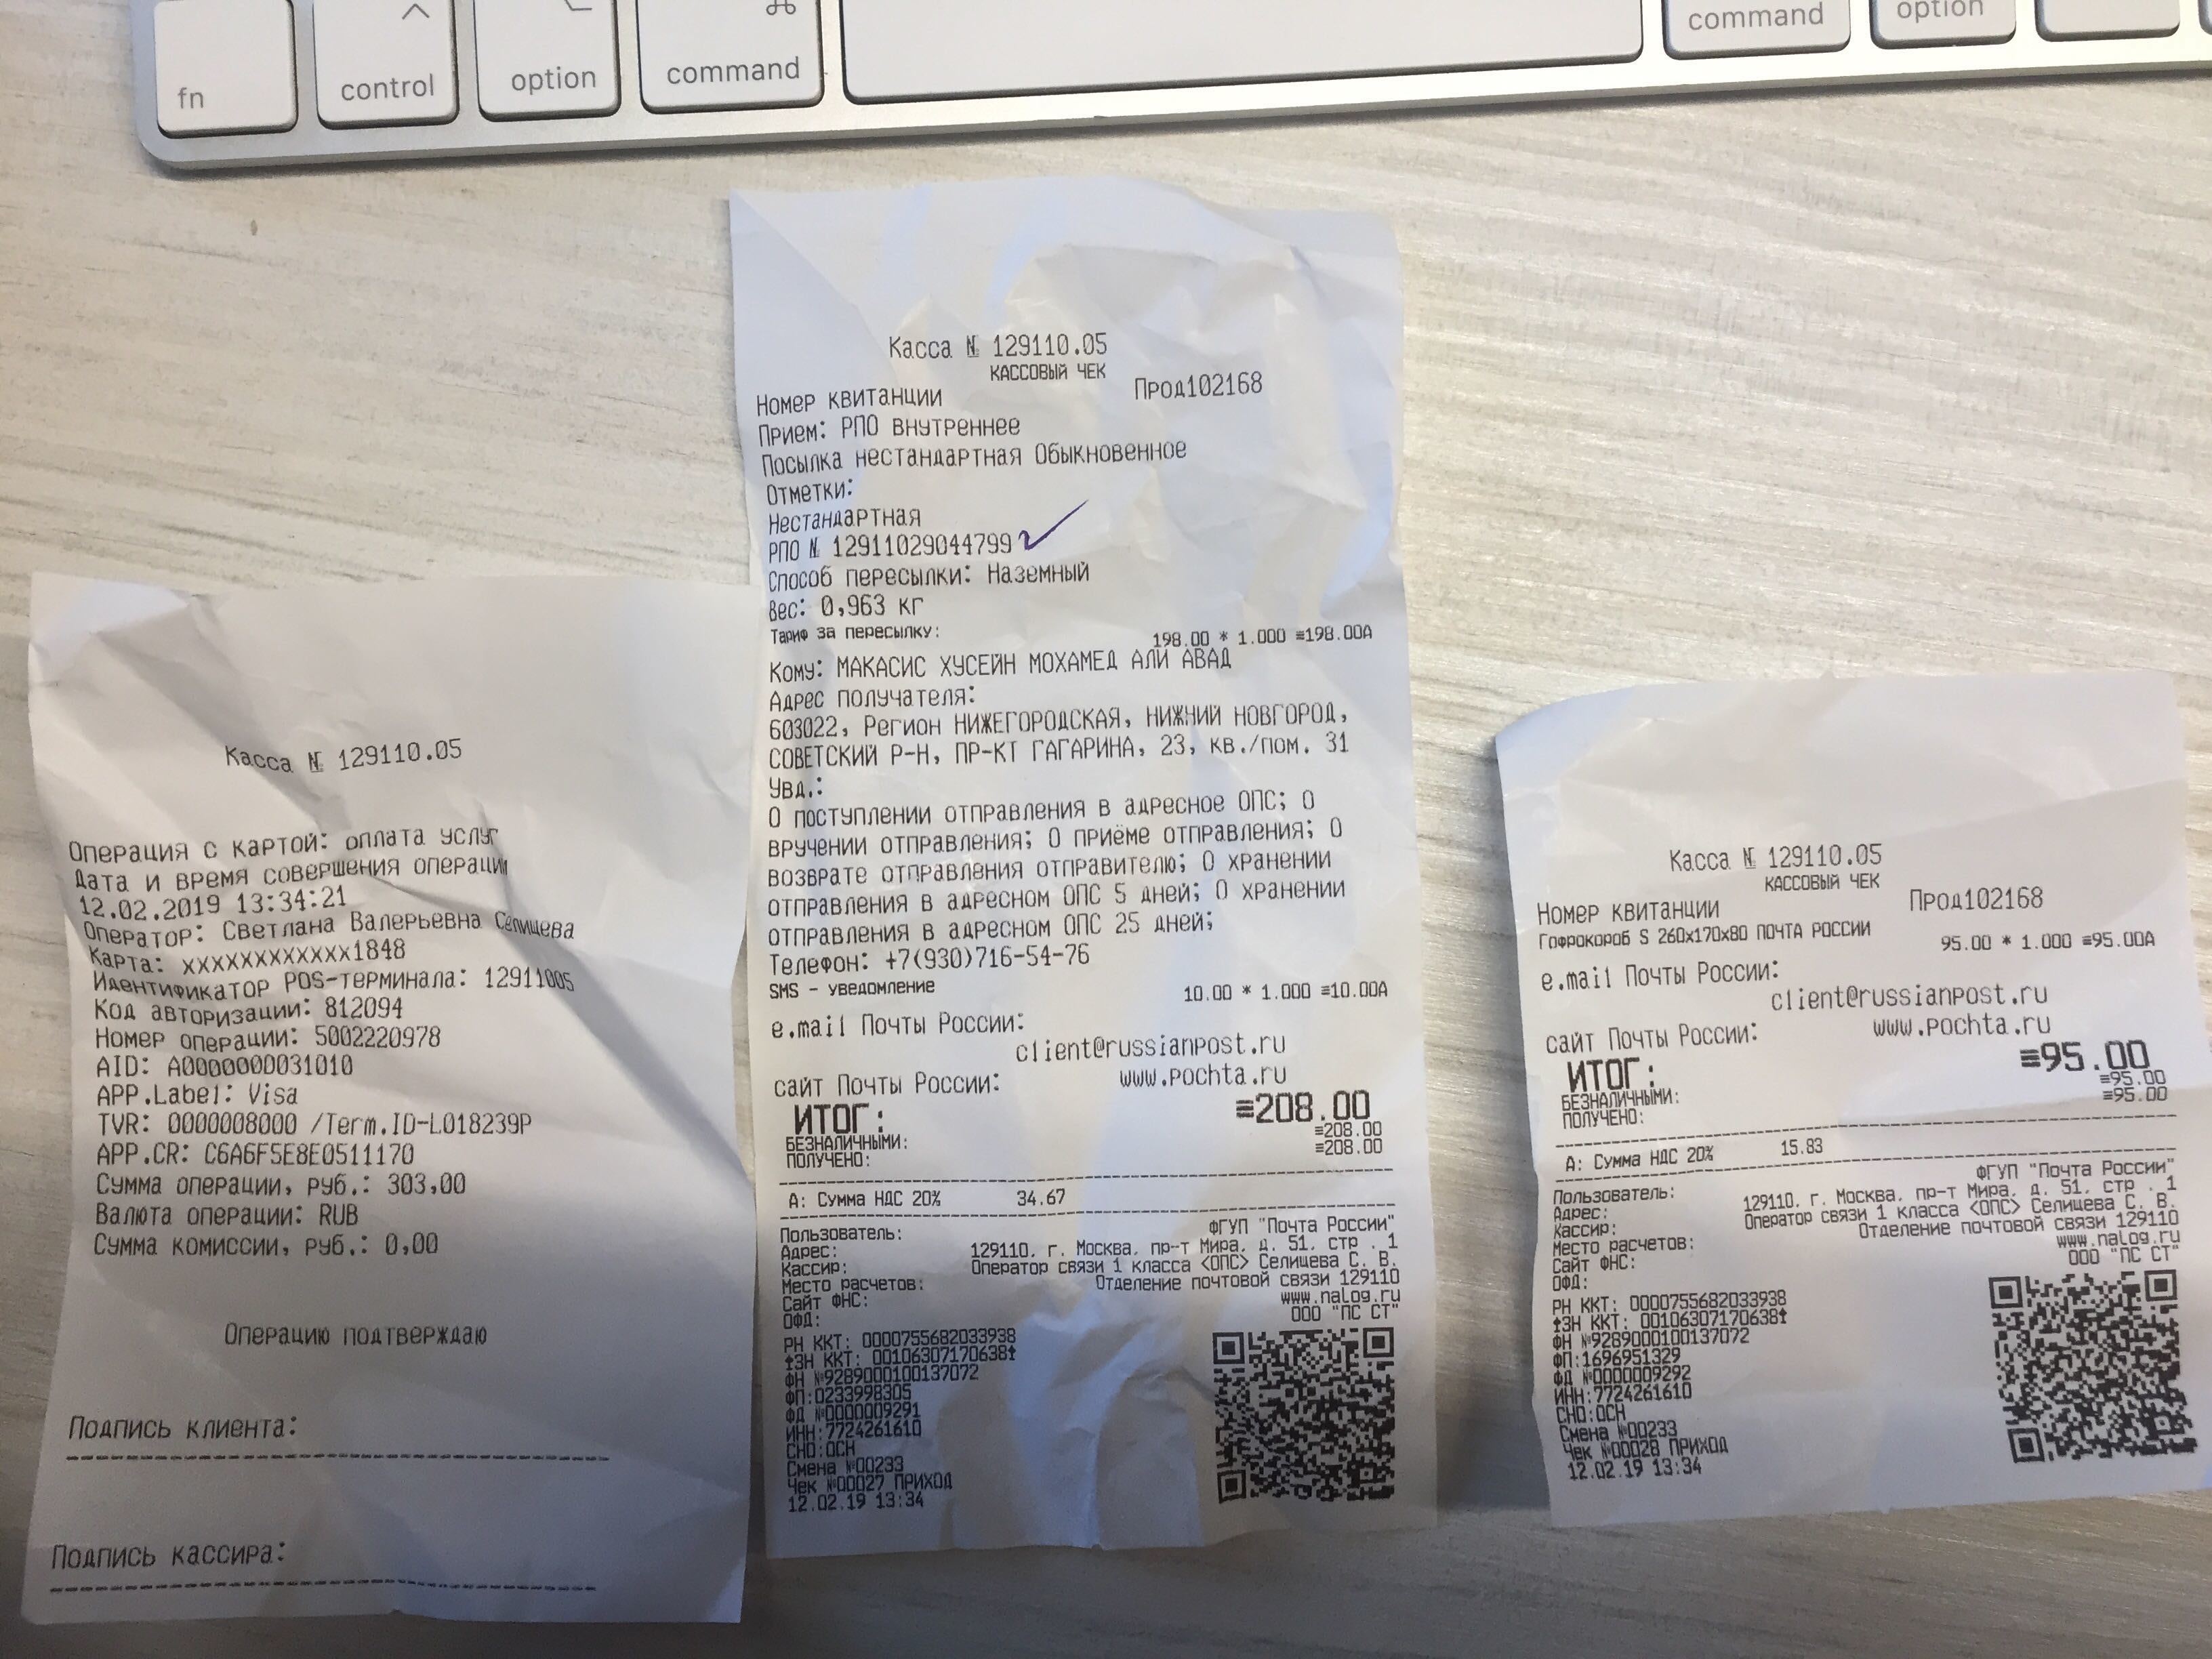 fn
control
option
command
⌘
command
option
Касса № 129110.05
Операция с картой: оплата услуг
Дата и время совершения операции
12.02.2019 13:34:21
Оператор: Светлана Валерьевна Селищева
Карта: xxxxxxxxxxxx1848
Идентификатор POS-терминала: 12911005
Код авторизации: 812094
Номер операции: 5002220978
AID: A0000000031010
APP.Label: Visa
TVR: 0000008000 /Term.ID-L018239P
APP.CR: C6A6F5E8E0511170
Сумма операции, руб.: 303,00
Валюта операции: RUB
Сумма комиссии, руб.: 0,00
Операцию подтверждаю
Подпись клиента:
Подпись кассира:
Касса № 129110.05
КАССОВЫЙ ЧЕК
Номер квитанции Прод102168
Прием: РПО внутреннее
Посылка нестандартная Обыкновенное
Отметки:
Нестандартная
РПО № 12911029044799
Способ пересылки: Наземный
Вес: 0,963 кг
Тариф за пересылку:
198.00 * 1.000 ≡198.00А
Кому: МАКАСИС ХУСЕЙН МОХАМЕД АЛИ АВАД
Адрес получателя:
603022, Регион НИЖЕГОРОДСКАЯ, НИЖНИЙ НОВГОРОД,
СОВЕТСКИЙ Р-Н, ПР-КТ ГАГАРИНА, 23, кв./пом. 31
Увд.:
О поступлении отправления в адресное ОПС; О
вручении отправления; О приёме отправления; О
возврате отправления отправителю; О хранении
отправления в адресном ОПС 5 дней; О хранении
отправления в адресном ОПС 25 дней;
Телефон: +7(930)716-54-76
SMS - уведомление
10.00 * 1.000 ≡10.00А
e.mail Почты России:
client@russianpost.ru
сайт Почты России: www.pochta.ru
ИТОГ: ≡208.00
БЕЗНАЛИЧНЫМИ: ≡208.00
ПОЛУЧЕНО: ≡208.00
А: Сумма НДС 20% 34.67
Пользователь: ФГУП "Почта России"
Адрес: 129110, г. Москва, пр-т Мира, д. 51, стр . 1
Кассир: Оператор связи 1 класса <ОПС> Селищева С. В.
Место расчетов: Отделение почтовой связи 129110
Сайт ФНС: www.nalog.ru
ОФД: ООО "ПС СТ"
РН ККТ: 0000755682033938
ЗН ККТ: 00106307170638
ФН №9289000100137072
ФП:0233998305
ФД №0000009291
ИНН:7724261610
СНО:ОСН
Смена №00233
Чек №00027 ПРИХОД
12.02.19 13:34
Касса № 129110.05
КАССОВЫЙ ЧЕК
Номер квитанции Прод102168
Гофрокороб S 260x170x80 ПОЧТА РОССИИ
95.00 * 1.000 ≡95.00А
e.mail Почты России:
client@russianpost.ru
сайт Почты России: www.pochta.ru
ИТОГ: ≡95.00
БЕЗНАЛИЧНЫМИ: ≡95.00
ПОЛУЧЕНО: ≡95.00
А: Сумма НДС 20% 15.83
Пользователь: ФГУП "Почта России"
Адрес: 129110, г. Москва, пр-т Мира, д. 51, стр . 1
Кассир: Оператор связи 1 класса <ОПС> Селищева С. В.
Место расчетов: Отделение почтовой связи 129110
Сайт ФНС: www.nalog.ru
ОФД: ООО "ПС СТ"
РН ККТ: 0000755682033938
ЗН ККТ: 00106307170638
ФН №9289000100137072
ФП:1696951329
ФД №0000009292
ИНН:7724261610
СНО:ОСН
Смена №00233
Чек №00028 ПРИХОД
12.02.19 13:34